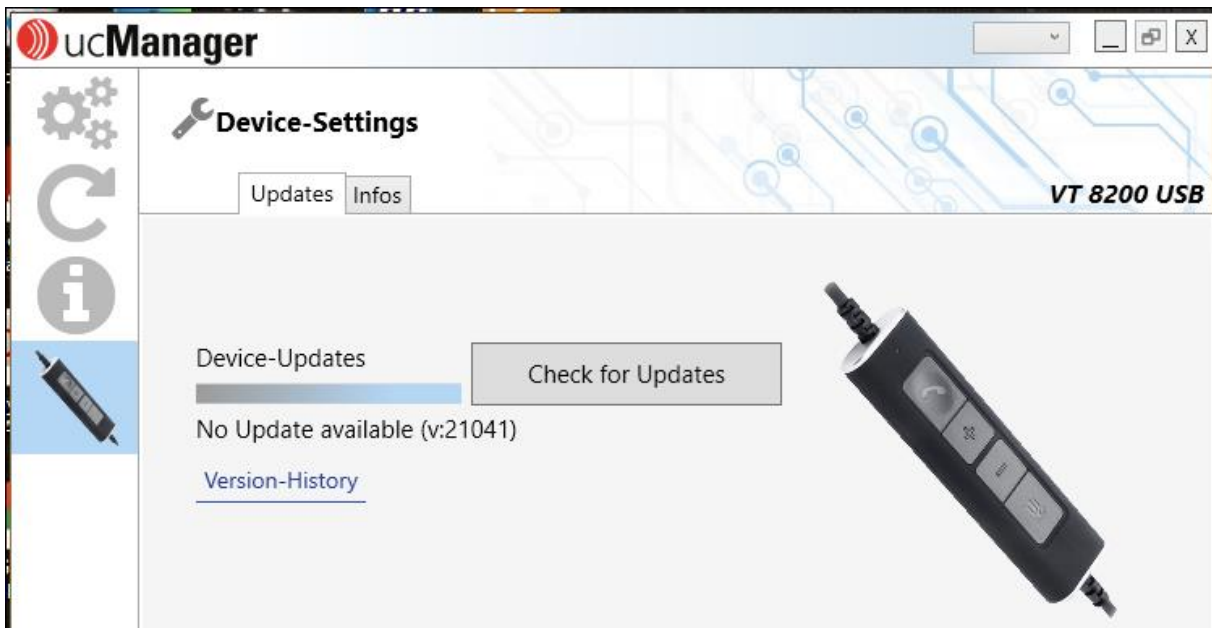 ucManager
X
Device-Settings
Updates
Infos
VT 8200 USB
Device-Updates
Check for Updates
No Update available (v:21041)
Version-History